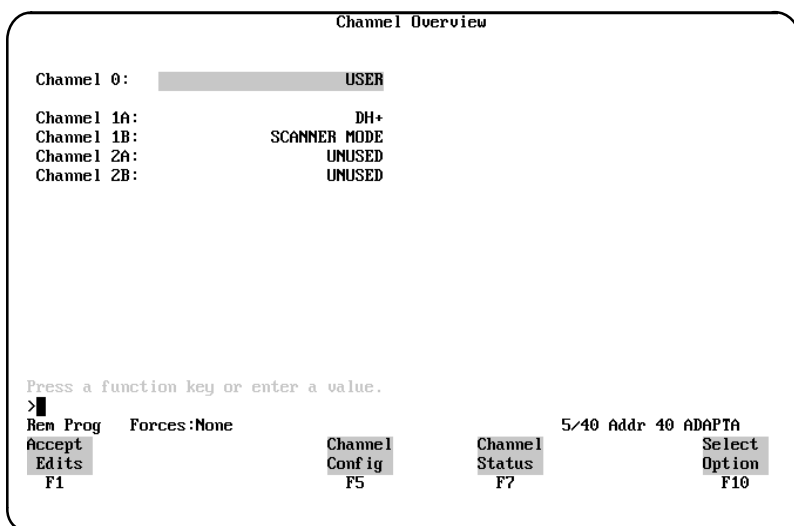 Channel Overview
Channel 0: USER
Channel 1A: DH+
Channel 1B: SCANNER MODE
Channel 2A: UNUSED
Channel 2B: UNUSED
Press a function key or enter a value.
>
Rem Prog Forces:None 5/40 Addr 40 ADAPTA
Accept Channel Channel Select
Edits Config Status Option
F1 F5 F7 F10